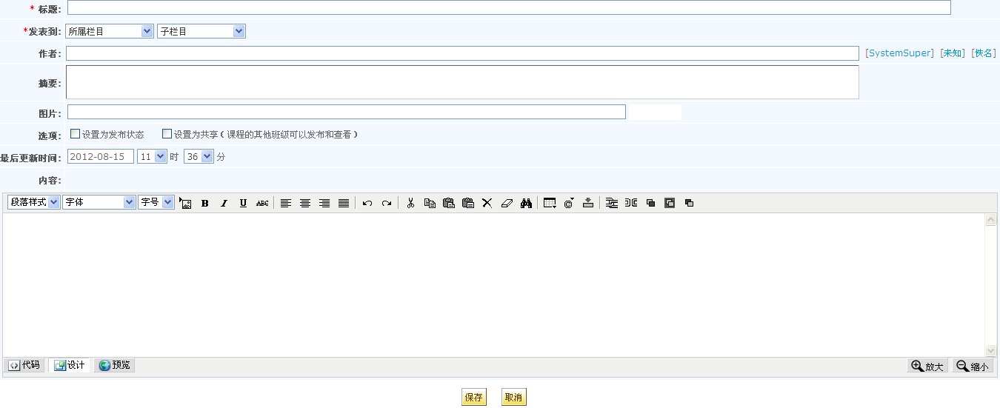 * 标题:
*发表到: 所属栏目 子栏目
作者: [SystemSuper] [未知] [佚名]
摘要:
图片:
选项: 设置为发布状态 设置为共享（课程的其他班级可以发布和查看）
最后更新时间: 2012-08-15 11 时 36 分
内容:
段落样式 字体 字号 B I U ABC
代码 设计 预览 放大 缩小
保存 取消